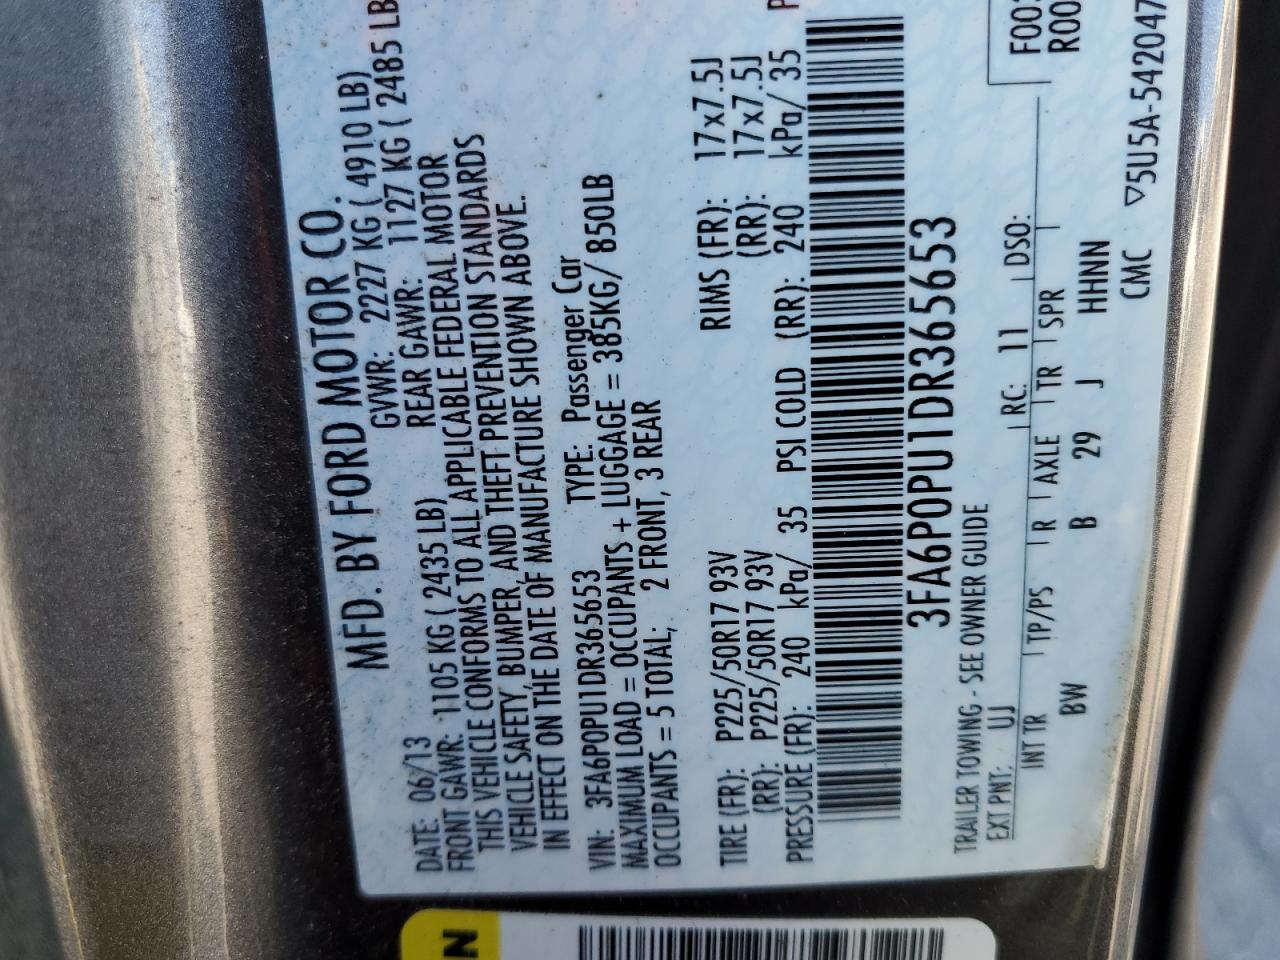 MFD. BY FORD MOTOR CO.
DATE: 06/13 GVWR: 2227 KG ( 4910 LB)
FRONT GAWR: 1105 KG ( 2435 LB) REAR GAWR: 1127 KG ( 2485 LB
THIS VEHICLE CONFORMS TO ALL APPLICABLE FEDERAL MOTOR
VEHICLE SAFETY, BUMPER, AND THEFT PREVENTION STANDARDS
IN EFFECT ON THE DATE OF MANUFACTURE SHOWN ABOVE.
VIN: 3FA6P0PU1DR365653 TYPE: Passenger Car
MAXIMUM LOAD = OCCUPANTS + LUGGAGE = 385KG/ 850LB
OCCUPANTS = 5 TOTAL, 2 FRONT, 3 REAR
TIRE (FR): P225/50R17 93V RIMS (FR): 17x7.5J
(RR): P225/50R17 93V (RR): 17x7.5J
PRESSURE (FR): 240 kPa/ 35 PSI COLD (RR): 240 kPa/ 35 P
3FA6P0PU1DR365653
TRAILER TOWING - SEE OWNER GUIDE
EXT PNT: UJ RC: 11 DSO: F003
R00
INT TR TP/PS R AXLE TR SPR
BW B 29 J HHNN
CMC ▽5U5A-542047
N